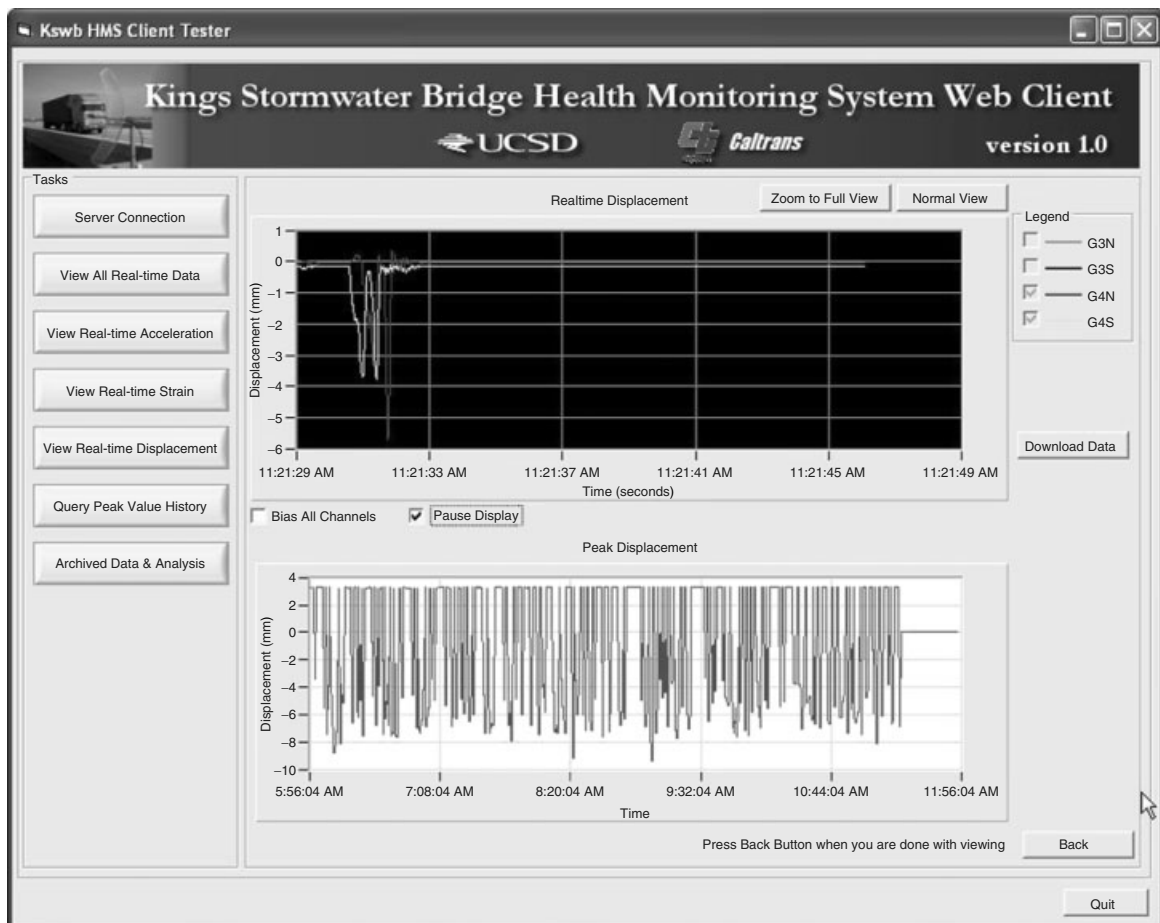 Kswb HMS Client Tester
Kings Stormwater Bridge Health Monitoring System Web Client
UCSD
Caltrans
version 1.0
Tasks
Server Connection
View All Real-time Data
View Real-time Acceleration
View Real-time Strain
View Real-time Displacement
Query Peak Value History
Archived Data & Analysis
Realtime Displacement
Zoom to Full View
Normal View
Displacement (mm)
1
0
−1
−2
−3
−4
−5
−6
11:21:29 AM 11:21:33 AM 11:21:37 AM 11:21:41 AM 11:21:45 AM 11:21:49 AM
Time (seconds)
Legend
G3N
G3S
G4N
G4S
Download Data
Bias All Channels
Pause Display
Peak Displacement
Displacement (mm)
4
2
0
−2
−4
−6
−8
−10
5:56:04 AM 7:08:04 AM 8:20:04 AM 9:32:04 AM 10:44:04 AM 11:56:04 AM
Time
Press Back Button when you are done with viewing
Back
Quit